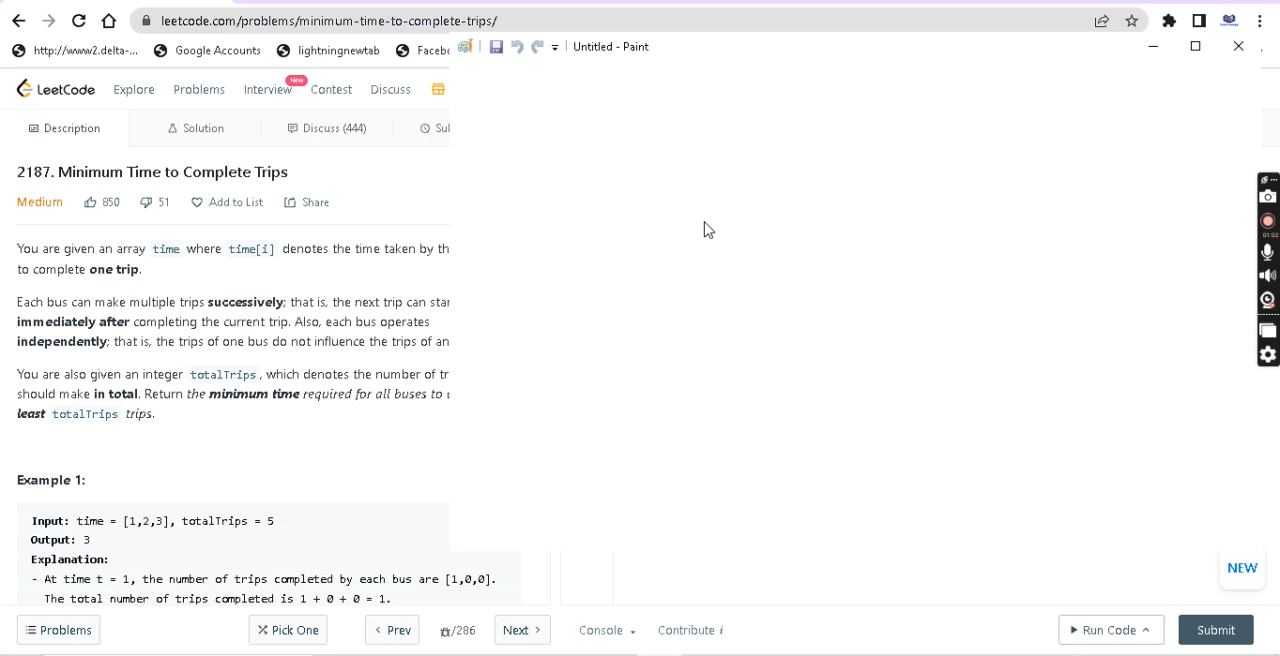 leetcode.com/problems/minimum-time-to-complete-trips/
http://www2.delta-... Google Accounts lightningnewtab Faceb
Untitled - Paint
LeetCode Explore Problems Interview New Contest Discuss
Description Solution Discuss (444) Sul
2187. Minimum Time to Complete Trips
Medium 850 51 Add to List Share
You are given an array time where time[i] denotes the time taken by th
to complete one trip.
Each bus can make multiple trips successively; that is, the next trip can star
immediately after completing the current trip. Also, each bus operates
independently; that is, the trips of one bus do not influence the trips of an
You are also given an integer totalTrips, which denotes the number of tr
should make in total. Return the minimum time required for all buses to
least totalTrips trips.
Example 1:
Input: time = [1,2,3], totalTrips = 5
Output: 3
Explanation:
- At time t = 1, the number of trips completed by each bus are [1,0,0].
The total number of trips completed is 1 + 0 + 0 = 1.
01:02
NEW
Problems Pick One Prev /286 Next Console Contribute i Run Code Submit